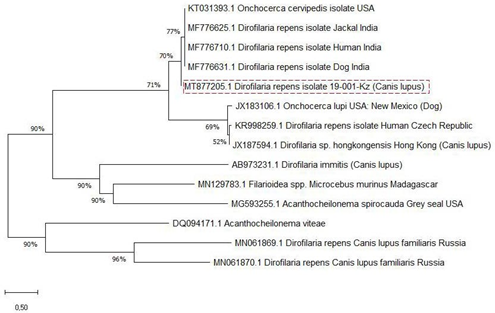 KT031393.1 Onchocerca cervipedis isolate USA
77%
MF776625.1 Dirofilaria repens isolate Jackal India
MF776710.1 Dirofilaria repens isolate Human India
70%
MF776631.1 Dirofilaria repens isolate Dog India
71%
MT877205.1 Dirofilaria repens isolate 19-001-Kz (Canis lupus)
JX183106.1 Onchocerca lupi USA: New Mexico (Dog)
69%
KR998259.1 Dirofilaria repens isolate Human Czech Republic
90%
52%
JX187594.1 Dirofilaria sp. hongkongensis Hong Kong (Canis lupus)
AB973231.1 Dirofilaria immitis (Canis lupus)
90%
MN129783.1 Filarioidea spp. Microcebus murinus Madagascar
90%
MG593255.1 Acanthocheilonema spirocauda Grey seal USA
DQ094171.1 Acanthocheilonema viteae
90%
MN061869.1 Dirofilaria repens Canis lupus familiaris Russia
96%
MN061870.1 Dirofilaria repens Canis lupus familiaris Russia
0,50